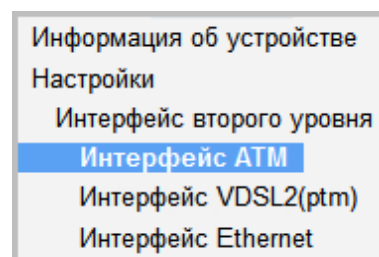 Информация об устройстве
Настройки
Интерфейс второго уровня
Интерфейс ATM
Интерфейс VDSL2(ptm)
Интерфейс Ethernet